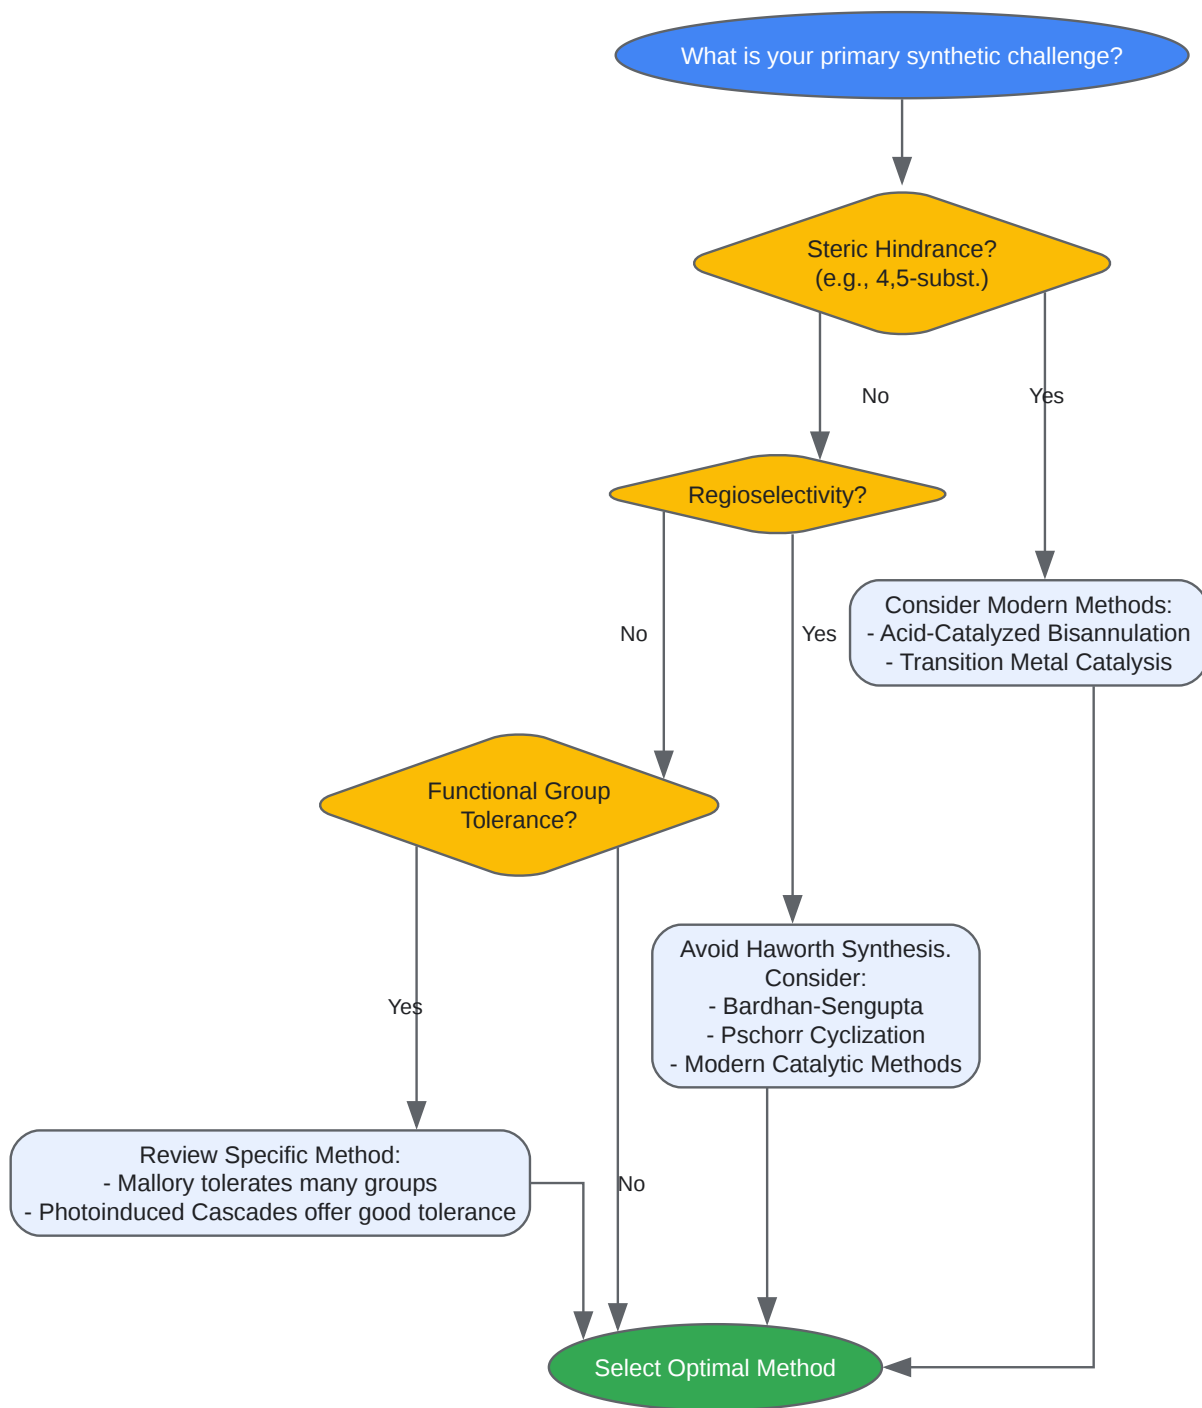 What is your primary synthetic challenge?
Steric Hindrance?
(e.g., 4,5-subst.)
No
Yes
Regioselectivity?
Consider Modern Methods:
- Acid-Catalyzed Bisannulation
- Transition Metal Catalysis
No
Yes
Functional Group
Tolerance?
Avoid Haworth Synthesis.
Consider:
- Bardhan-Sengupta
- Pschorr Cyclization
- Modern Catalytic Methods
Yes
Review Specific Method:
- Mallory tolerates many groups
- Photoinduced Cascades offer good tolerance
No
Select Optimal Method